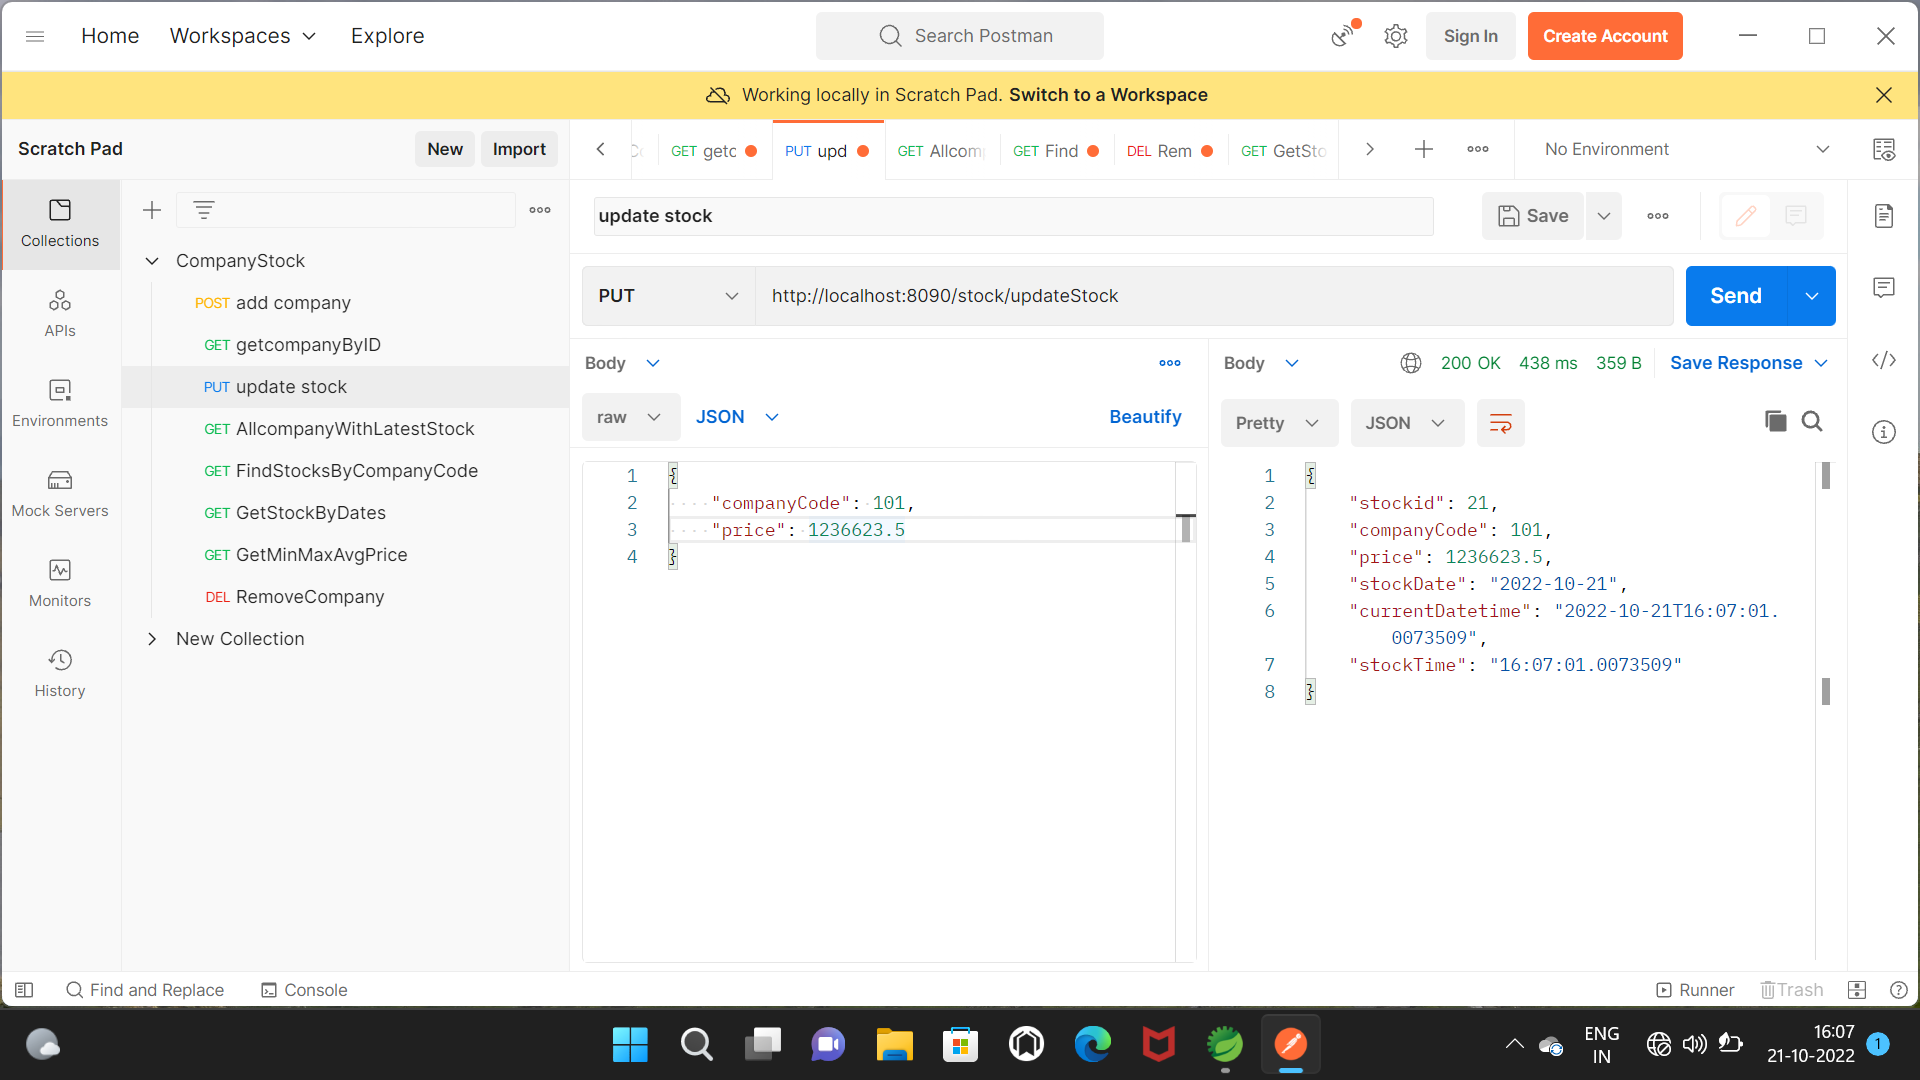 Home
Workspaces
Explore
Search Postman
Sign In
Create Account
Working locally in Scratch Pad. Switch to a Workspace
Scratch Pad
New
Import
GET getc
PUT upd
GET Allcom
GET Find
DEL Rem
GET GetSto
No Environment
Collections
APIs
Environments
Mock Servers
Monitors
History
CompanyStock
POST add company
GET getcompanyByID
PUT update stock
GET AllcompanyWithLatestStock
GET FindStocksByCompanyCode
GET GetStockByDates
GET GetMinMaxAvgPrice
DEL RemoveCompany
New Collection
update stock
Save
PUT
http://localhost:8090/stock/updateStock
Send
Body
raw
JSON
Beautify
1 {
2 "companyCode": 101,
3 "price": 1236623.5
4 }
Body
200 OK 438 ms 359 B
Save Response
Pretty
JSON
1 {
2 "stockid": 21,
3 "companyCode": 101,
4 "price": 1236623.5,
5 "stockDate": "2022-10-21",
6 "currentDatetime": "2022-10-21T16:07:01.
0073509",
7 "stockTime": "16:07:01.0073509"
8 }
Find and Replace
Console
Runner
Trash
ENG
IN
16:07
21-10-2022
1